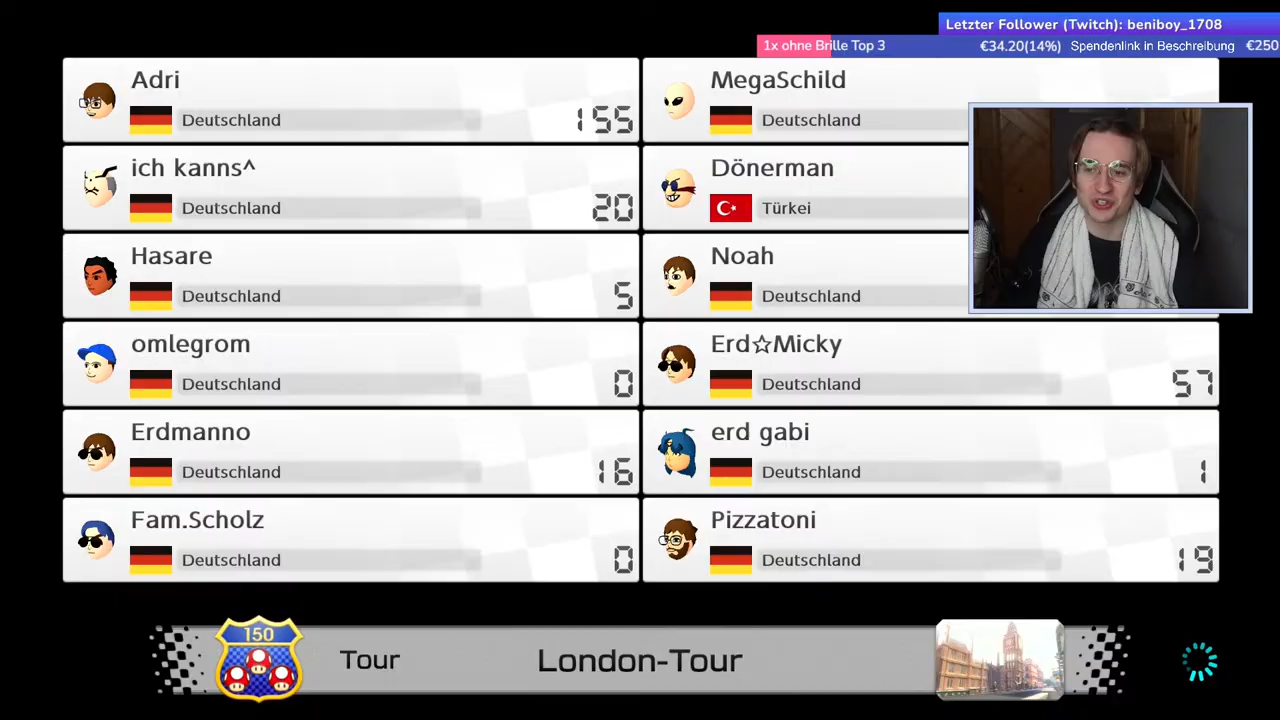 Letzter Follower (Twitch): beniboy_1708
1x ohne Brille Top 3 €34.20(14%) Spendenlink in Beschreibung €250
Adri
Deutschland 155
MegaSchild
Deutschland
ich kanns^
Deutschland 20
Dönerman
Türkei
Hasare
Deutschland 5
Noah
Deutschland
omlegrom
Deutschland 0
Erd☆Micky
Deutschland 57
Erdmanno
Deutschland 16
erd gabi
Deutschland 1
Fam.Scholz
Deutschland 0
Pizzatoni
Deutschland 19
150 Tour London-Tour